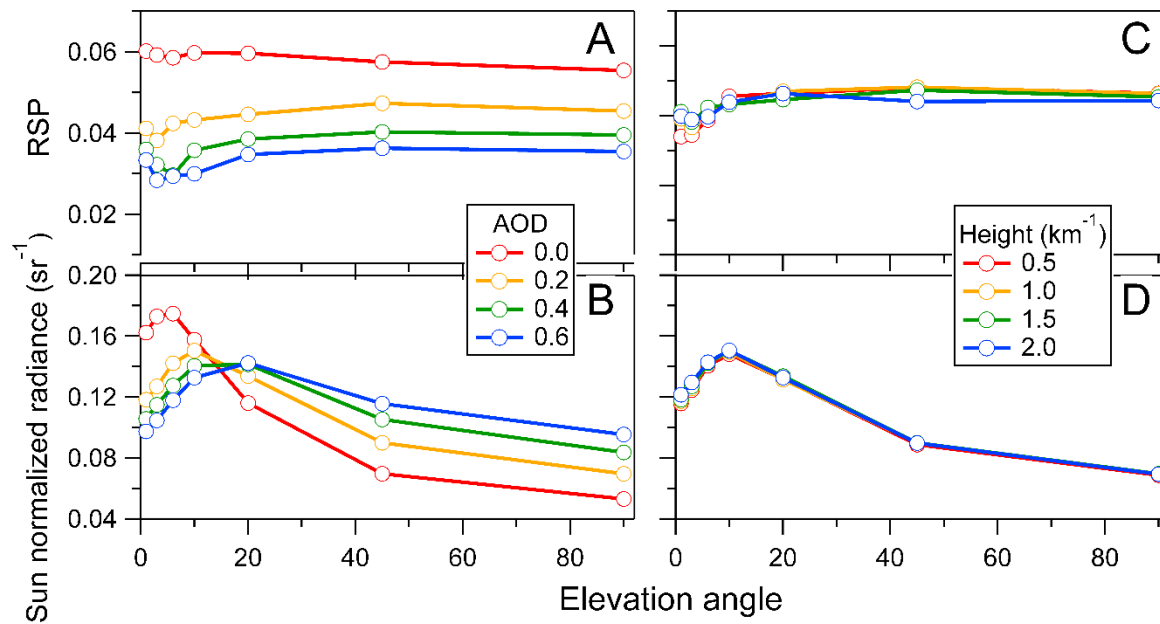 A
C
0.06
0.04
0.02
RSP
AOD
0.0
0.2
0.4
0.6
Height (km-1)
0.5
1.0
1.5
2.0
B
D
0.20
0.16
0.12
0.08
0.04
Sun normalized radiance (sr-1)
0 20 40 60 80
0 20 40 60 80
Elevation angle